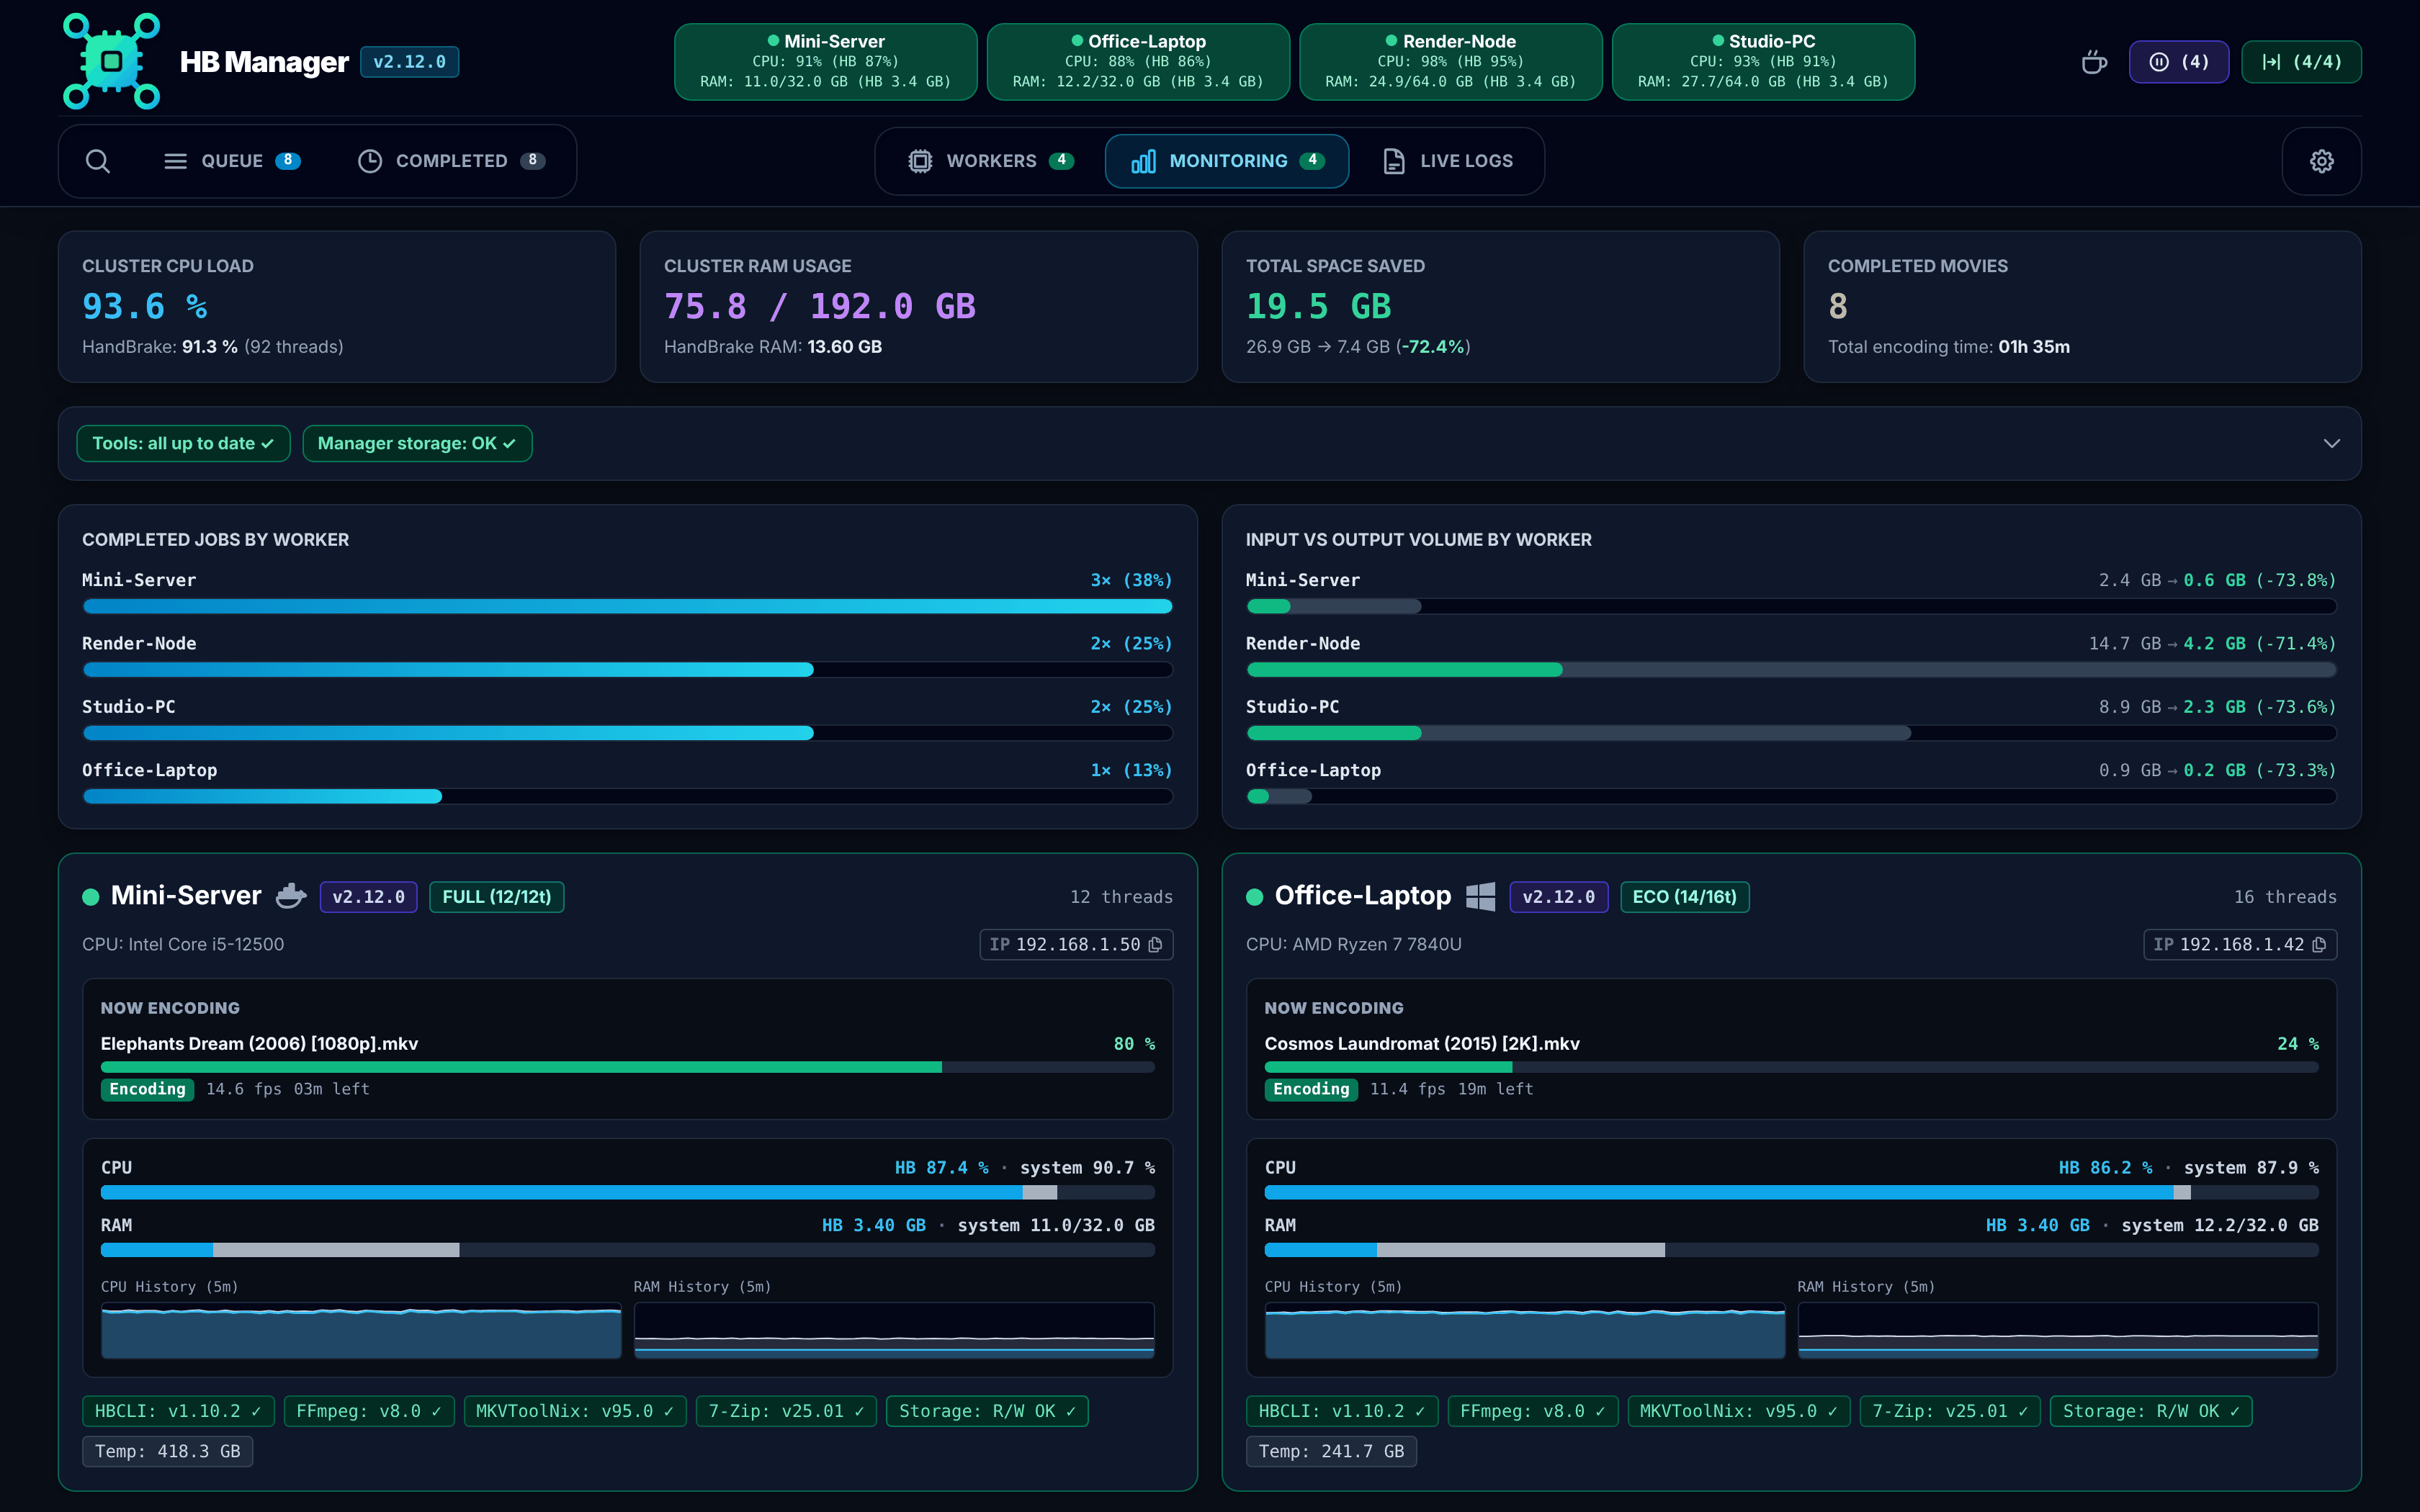 HB Manager v2.12.0
Mini-Server
CPU: 91% (HB 87%)
RAM: 11.0/32.0 GB (HB 3.4 GB)
Office-Laptop
CPU: 88% (HB 86%)
RAM: 12.2/32.0 GB (HB 3.4 GB)
Render-Node
CPU: 98% (HB 95%)
RAM: 24.9/64.0 GB (HB 3.4 GB)
Studio-PC
CPU: 93% (HB 91%)
RAM: 27.7/64.0 GB (HB 3.4 GB)
(4)
(4/4)
QUEUE 8
COMPLETED 8
WORKERS 4
MONITORING 4
LIVE LOGS
CLUSTER CPU LOAD
93.6 %
HandBrake: 91.3 % (92 threads)
CLUSTER RAM USAGE
75.8 / 192.0 GB
HandBrake RAM: 13.60 GB
TOTAL SPACE SAVED
19.5 GB
26.9 GB → 7.4 GB (-72.4%)
COMPLETED MOVIES
8
Total encoding time: 01h 35m
Tools: all up to date ✓
Manager storage: OK ✓
COMPLETED JOBS BY WORKER
Mini-Server 3× (38%)
Render-Node 2× (25%)
Studio-PC 2× (25%)
Office-Laptop 1× (13%)
INPUT VS OUTPUT VOLUME BY WORKER
Mini-Server 2.4 GB → 0.6 GB (-73.8%)
Render-Node 14.7 GB → 4.2 GB (-71.4%)
Studio-PC 8.9 GB → 2.3 GB (-73.6%)
Office-Laptop 0.9 GB → 0.2 GB (-73.3%)
Mini-Server v2.12.0 FULL (12/12t) 12 threads
CPU: Intel Core i5-12500 IP 192.168.1.50
NOW ENCODING
Elephants Dream (2006) [1080p].mkv 80 %
Encoding 14.6 fps 03m left
CPU HB 87.4 % · system 90.7 %
RAM HB 3.40 GB · system 11.0/32.0 GB
CPU History (5m) RAM History (5m)
HBCLI: v1.10.2 ✓ FFmpeg: v8.0 ✓ MKVToolNix: v95.0 ✓ 7-Zip: v25.01 ✓ Storage: R/W OK ✓
Temp: 418.3 GB
Office-Laptop v2.12.0 ECO (14/16t) 16 threads
CPU: AMD Ryzen 7 7840U IP 192.168.1.42
NOW ENCODING
Cosmos Laundromat (2015) [2K].mkv 24 %
Encoding 11.4 fps 19m left
CPU HB 86.2 % · system 87.9 %
RAM HB 3.40 GB · system 12.2/32.0 GB
CPU History (5m) RAM History (5m)
HBCLI: v1.10.2 ✓ FFmpeg: v8.0 ✓ MKVToolNix: v95.0 ✓ 7-Zip: v25.01 ✓ Storage: R/W OK ✓
Temp: 241.7 GB